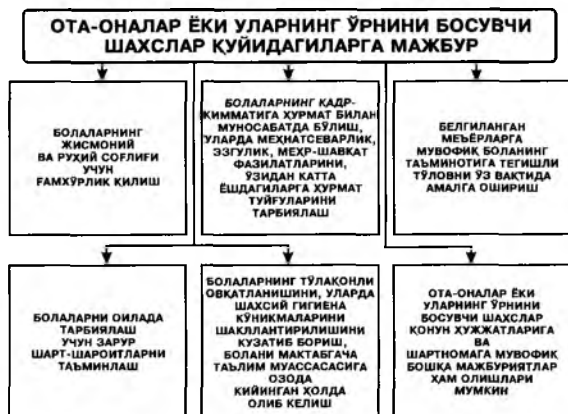 ОТА-ОНАЛАР ЁКИ УЛАРНИНГ ЎРНИНИ БОСУВЧИ
ШАХСЛАР ҚУЙИДАГИЛАРГА МАЖБУР
БОЛАЛАРНИНГ
ЖИСМОНИЙ
ВА РУҲИЙ СОҒЛИҒИ
УЧУН
ҒАМХЎРЛИК ҚИЛИШ
БОЛАЛАРНИНГ ҚАДР-
ҚИММАТИГА ҲУРМАТ БИЛАН
МУНОСАБАТДА БЎЛИШ,
УЛАРДА МЕҲНАТСЕВАРЛИК,
ЭЗГУЛИК, МЕҲР-ШАВҚАТ
ФАЗИЛАТЛАРИНИ,
ЎЗИДАН КАТТА
ЁШДАГИЛАРГА ҲУРМАТ
ТУЙҒУЛАРИНИ
ТАРБИЯЛАШ
БЕЛГИЛАНГАН
МЕЪЁРЛАРГА
МУВОФИҚ БОЛАНИНГ
ТАЪМИНОТИГА ТЕГИШЛИ
ТЎЛОВНИ ЎЗ ВАҚТИДА
АМАЛГА ОШИРИШ
БОЛАЛАРНИ ОИЛАДА
ТАРБИЯЛАШ
УЧУН ЗАРУР
ШАРТ-ШАРОИТЛАРНИ
ТАЪМИНЛАШ
БОЛАЛАРНИНГ ТЎЛАҚОНЛИ
ОВҚАТЛАНИШИНИ, УЛАРДА
ШАХСИЙ ГИГИЕНА
КЎНИКМАЛАРИНИ
ШАКЛЛАНТИРИЛИШИНИ
КУЗАТИБ БОРИШ,
БОЛАНИ МАКТАБГАЧА
ТАЪЛИМ МУАССАСАСИГА
ОЗОДА
КИЙИНГАН ҲОЛДА
ОЛИБ КЕЛИШ
ОТА-ОНАЛАР ЁКИ
УЛАРНИНГ ЎРНИНИ
БОСУВЧИ ШАХСЛАР
ҚОНУН ҲУЖЖАТЛАРИГА
ВА
ШАРТНОМАГА МУВОФИҚ
БОШҚА МАЖБУРИЯТЛАР
ҲАМ ОЛИШЛАРИ
МУМКИН